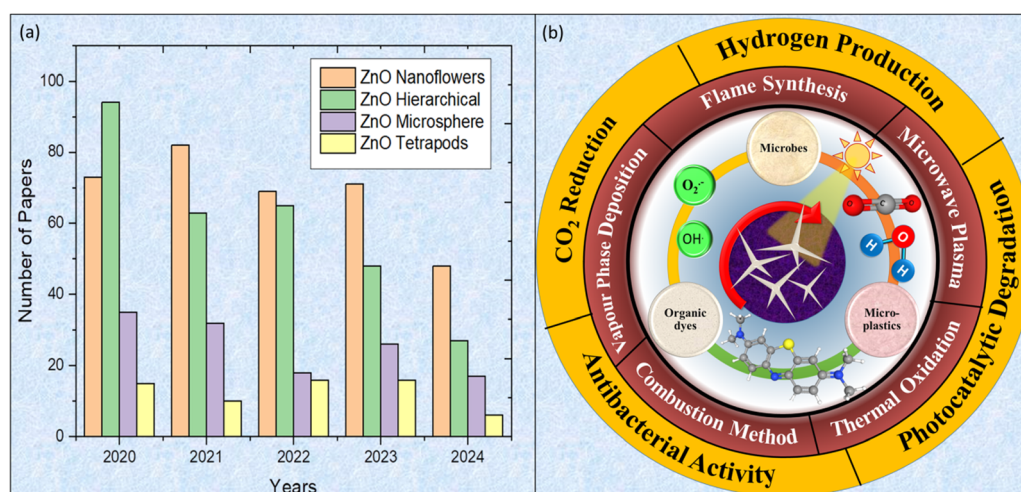 (a)
Number of Papers
100
80
60
40
20
0
ZnO Nanoflowers
ZnO Hierarchical
ZnO Microsphere
ZnO Tetrapods
2020 2021 2022 2023 2024
Years
(b)
Hydrogen Production
Photocatalytic Degradation
Antibacterial Activity
CO₂ Reduction
Flame Synthesis
Microwave Plasma
Thermal Oxidation
Combustion Method
Vapour Phase Deposition
Microbes
O₂·⁻
OH·
Organic
dyes
Micro-
plastics
O C O
H O
H